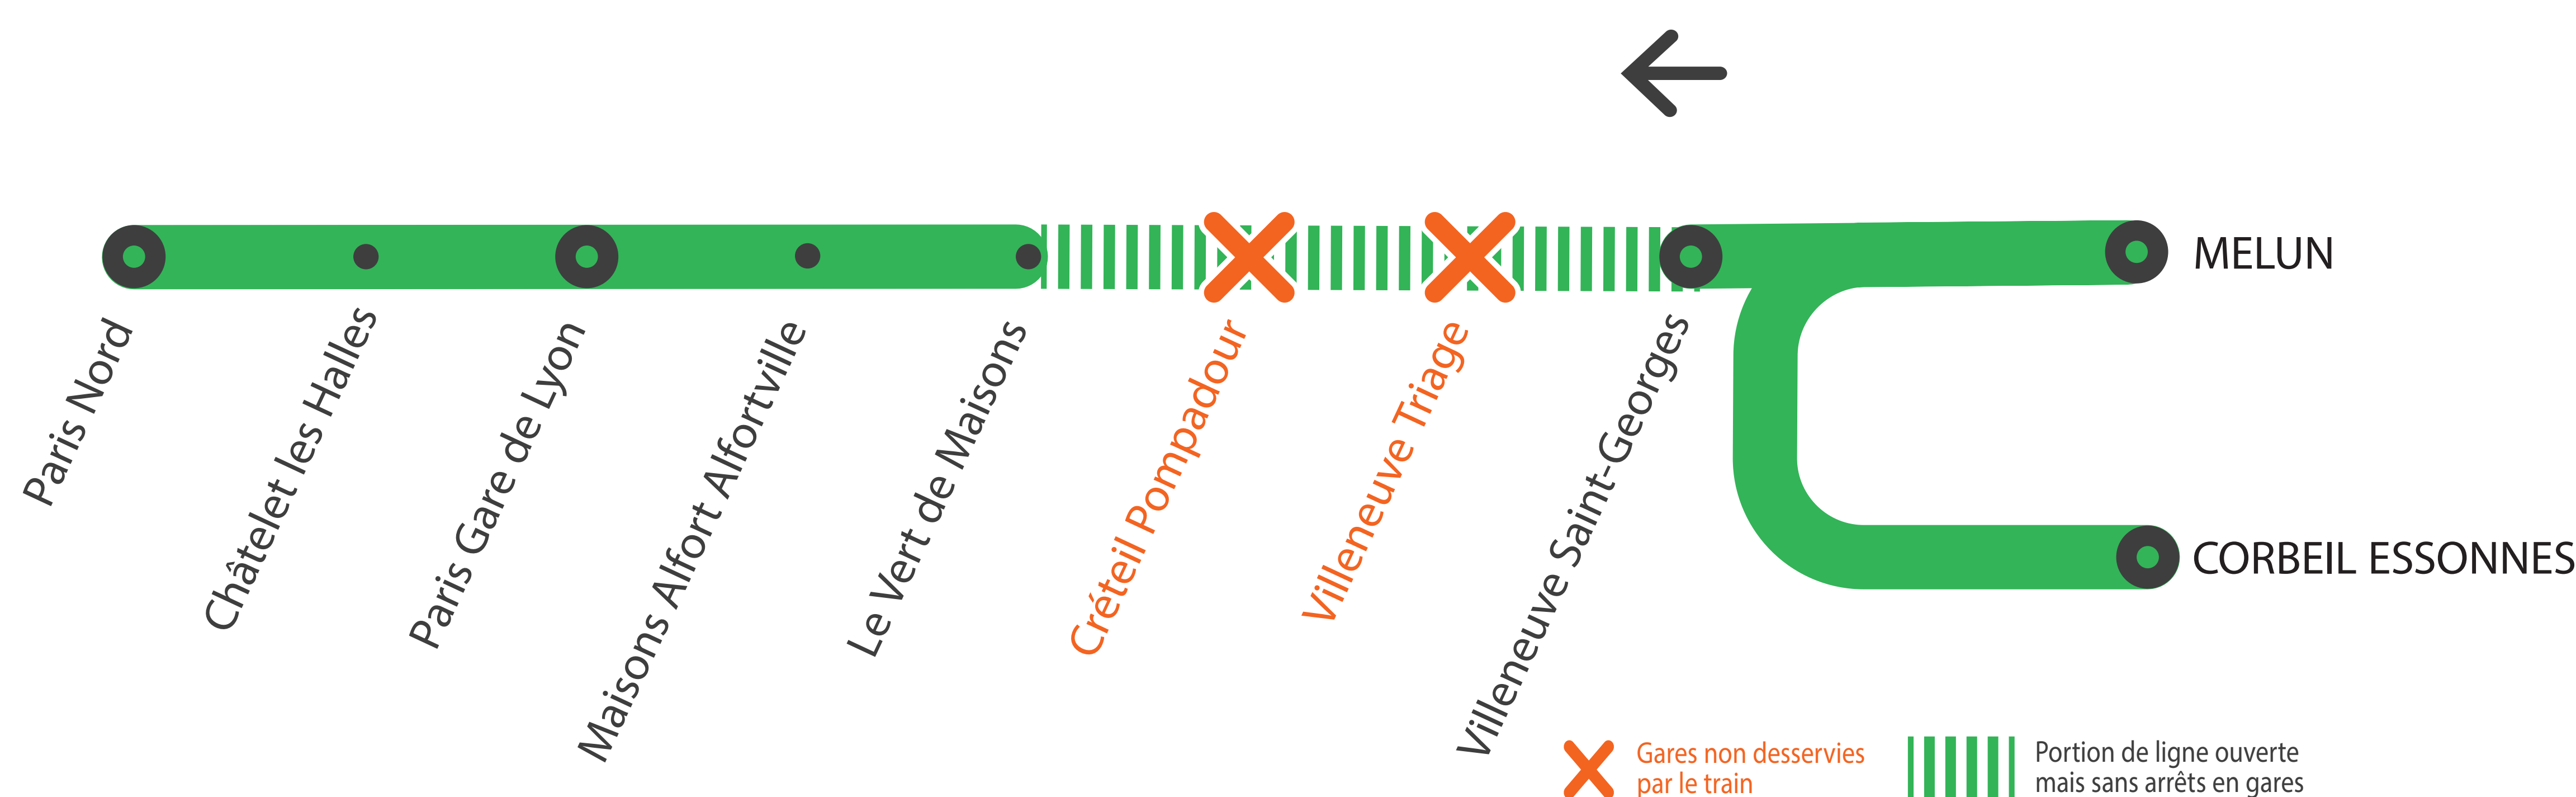 Paris Nord
Châtelet les Halles
Paris Gare de Lyon
Maisons Alfort Alfortville
Le Vert de Maisons
Créteil Pompadour
Villeneuve Triage
Villeneuve Saint-Georges
MELUN
CORBEIL ESSONNES
Gares non desservies
par le train
Portion de ligne ouverte
mais sans arrêts en gares